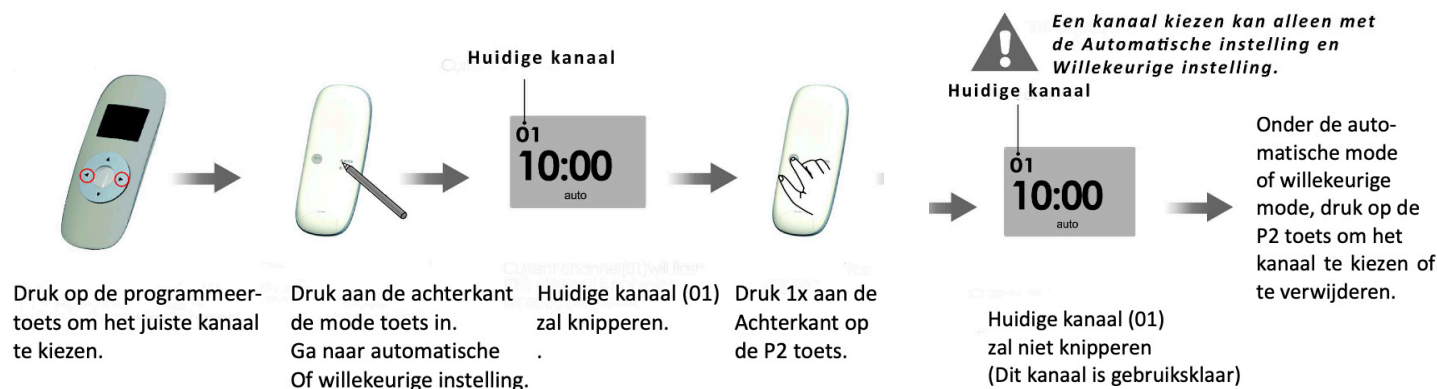 Huidige kanaal
01
10:00
auto
Een kanaal kiezen kan alleen met
de Automatische instelling en
Willekeurige instelling.
Huidige kanaal
01
10:00
auto
Onder de auto-
matische mode
of willekeurige
mode, druk op de
P2 toets om het
kanaal te kiezen of
te verwijderen.
Druk op de programmeer-
toets om het juiste kanaal
te kiezen.
Druk aan de achterkant
de mode toets in.
Ga naar automatische
Of willekeurige instelling.
Huidige kanaal (01)
zal knipperen.
.
Druk 1x aan de
Achterkant op
de P2 toets.
Huidige kanaal (01)
zal niet knipperen
(Dit kanaal is gebruiksklaar)